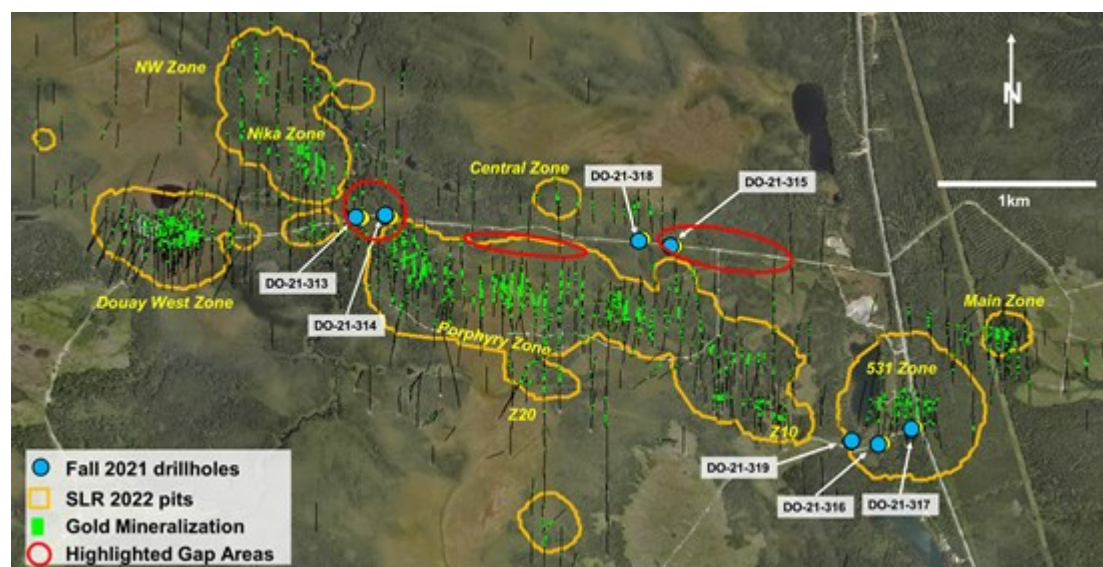 NW Zone
N
Nika Zone
Central Zone
DO-21-318
DO-21-315
1km
DO-21-313
Douay West Zone
DO-21-314
Main Zone
Porphyry Zone
531 Zone
Z20
Z10
DO-21-319
DO-21-316
DO-21-317
Fall 2021 drillholes
SLR 2022 pits
Gold Mineralization
Highlighted Gap Areas